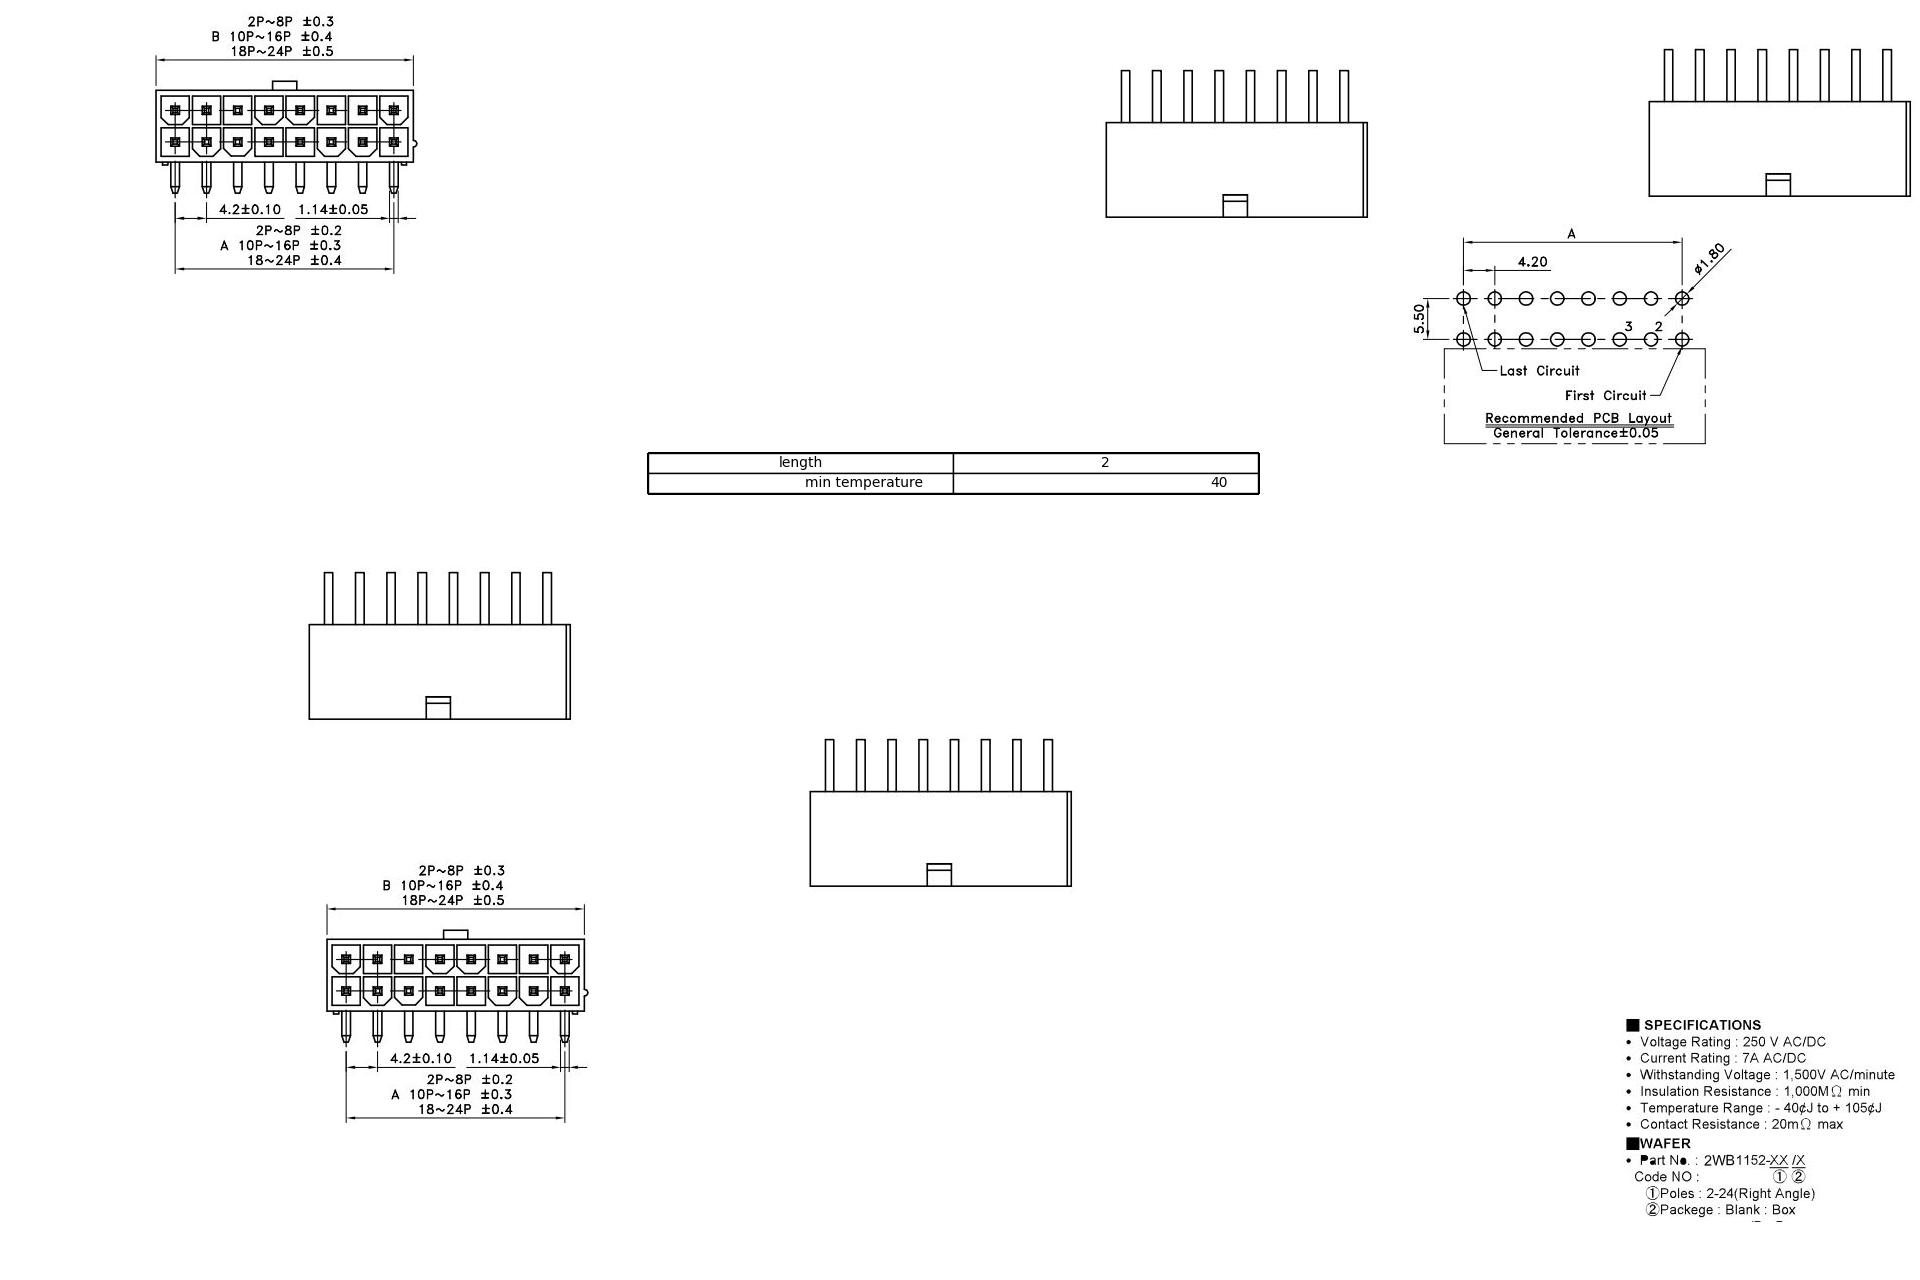 2P~8P ±0.3
B 10P~16P ±0.4
18P~24P ±0.5
4.2±0.10 1.14±0.05
2P~8P ±0.2
A 10P~16P ±0.3
18~24P ±0.4
A
4.20
ø1.80
5.50
3 2
Last Circuit
First Circuit
Recommended PCB Layout
General Tolerance±0.05
length 2
min temperature 40
2P~8P ±0.3
B 10P~16P ±0.4
18P~24P ±0.5
4.2±0.10 1.14±0.05
2P~8P ±0.2
A 10P~16P ±0.3
18~24P ±0.4
■ SPECIFICATIONS
• Voltage Rating : 250 V AC/DC
• Current Rating : 7A AC/DC
• Withstanding Voltage : 1,500V AC/minute
• Insulation Resistance : 1,000MΩ min
• Temperature Range : - 40¢J to + 105¢J
• Contact Resistance : 20mΩ max
■WAFER
• Part No. : 2WB1152-XX /X
Code NO : ① ②
①Poles : 2-24(Right Angle)
②Packege : Blank : Box